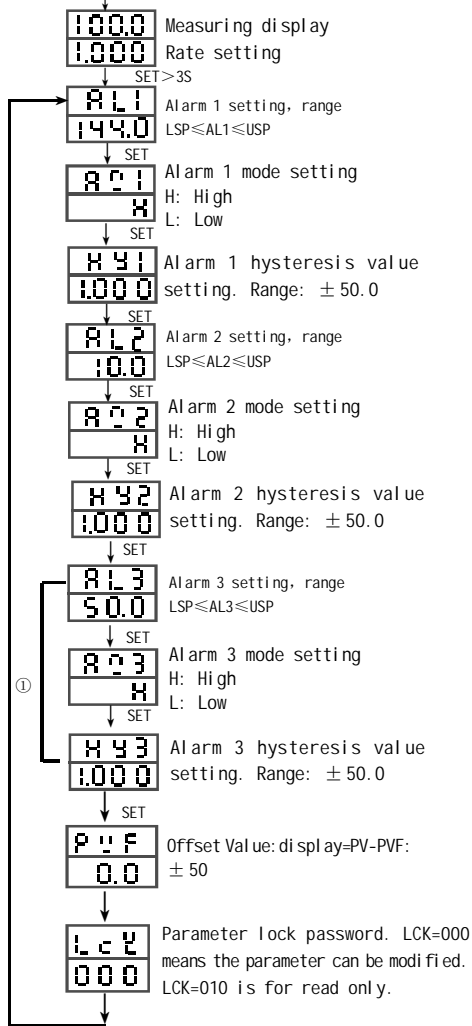 100.0
Measuring display
1.000
Rate setting
SET>3S
AL1
Alarm 1 setting, range
144.0
LSP≤AL1≤USP
SET
Alarm 1 mode setting
H: High
H
L: Low
SET
HY1
Alarm 1 hysteresis value
1.000
setting. Range: ±50.0
SET
AL2
Alarm 2 setting, range
10.0
LSP≤AL2≤USP
SET
Alarm 2 mode setting
H: High
H
L: Low
SET
HY2
Alarm 2 hysteresis value
1.000
setting. Range: ±50.0
SET
AL3
Alarm 3 setting, range
50.0
LSP≤AL3≤USP
SET
Alarm 3 mode setting
H: High
①
H
L: Low
SET
HY3
Alarm 3 hysteresis value
1.000
setting. Range: ±50.0
SET
PVF
Offset Value:display=PV-PVF:
0.0
±50
LcK
Parameter lock password. LCK=000
000
means the parameter can be modified.
LCK=010 is for read only.